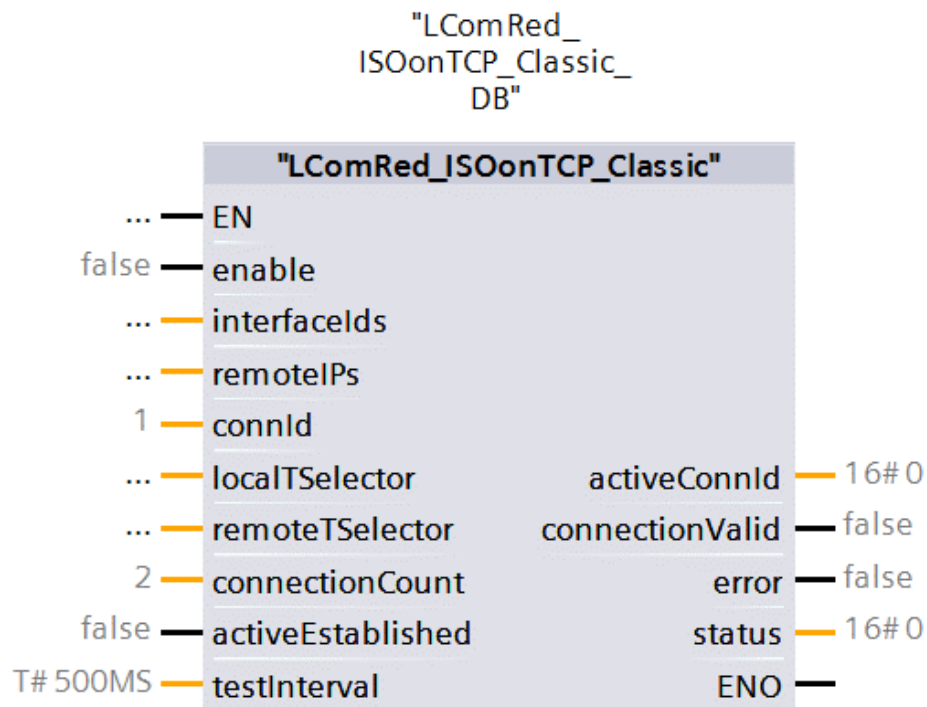 "LComRed_
ISOonTCP_Classic_
DB"
"LComRed_ISOonTCP_Classic"
... EN
false enable
... interfaceIds
... remoteIPs
1 connId
... localTSelector activeConnId 16#0
... remoteTSelector connectionValid false
2 connectionCount error false
false activeEstablished status 16#0
T#500MS testInterval ENO